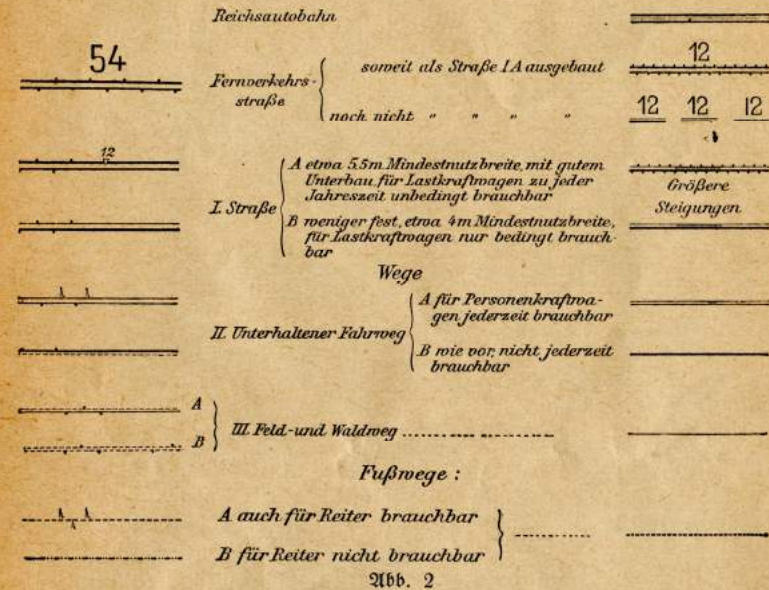 Reichsautobahn
54
Fernverkehrs-
straße
soweit als Straße IA ausgebaut
12
noch nicht " " " "
12 12 12
12
I. Straße
A etwa 5,5m Mindestnutzbreite, mit gutem
Unterbau, für Lastkraftwagen zu jeder
Jahreszeit unbedingt brauchbar
B weniger fest, etwa 4m Mindestnutzbreite,
für Lastkraftwagen nur bedingt brauch-
bar
Größere
Steigungen
Wege
II. Unterhaltener Fahrweg
A für Personenkraftwa-
gen jederzeit brauchbar
B wie vor, nicht jederzeit
brauchbar
A
B
III. Feld-und Waldweg
Fußwege :
A auch für Reiter brauchbar
B für Reiter nicht brauchbar
Abb. 2